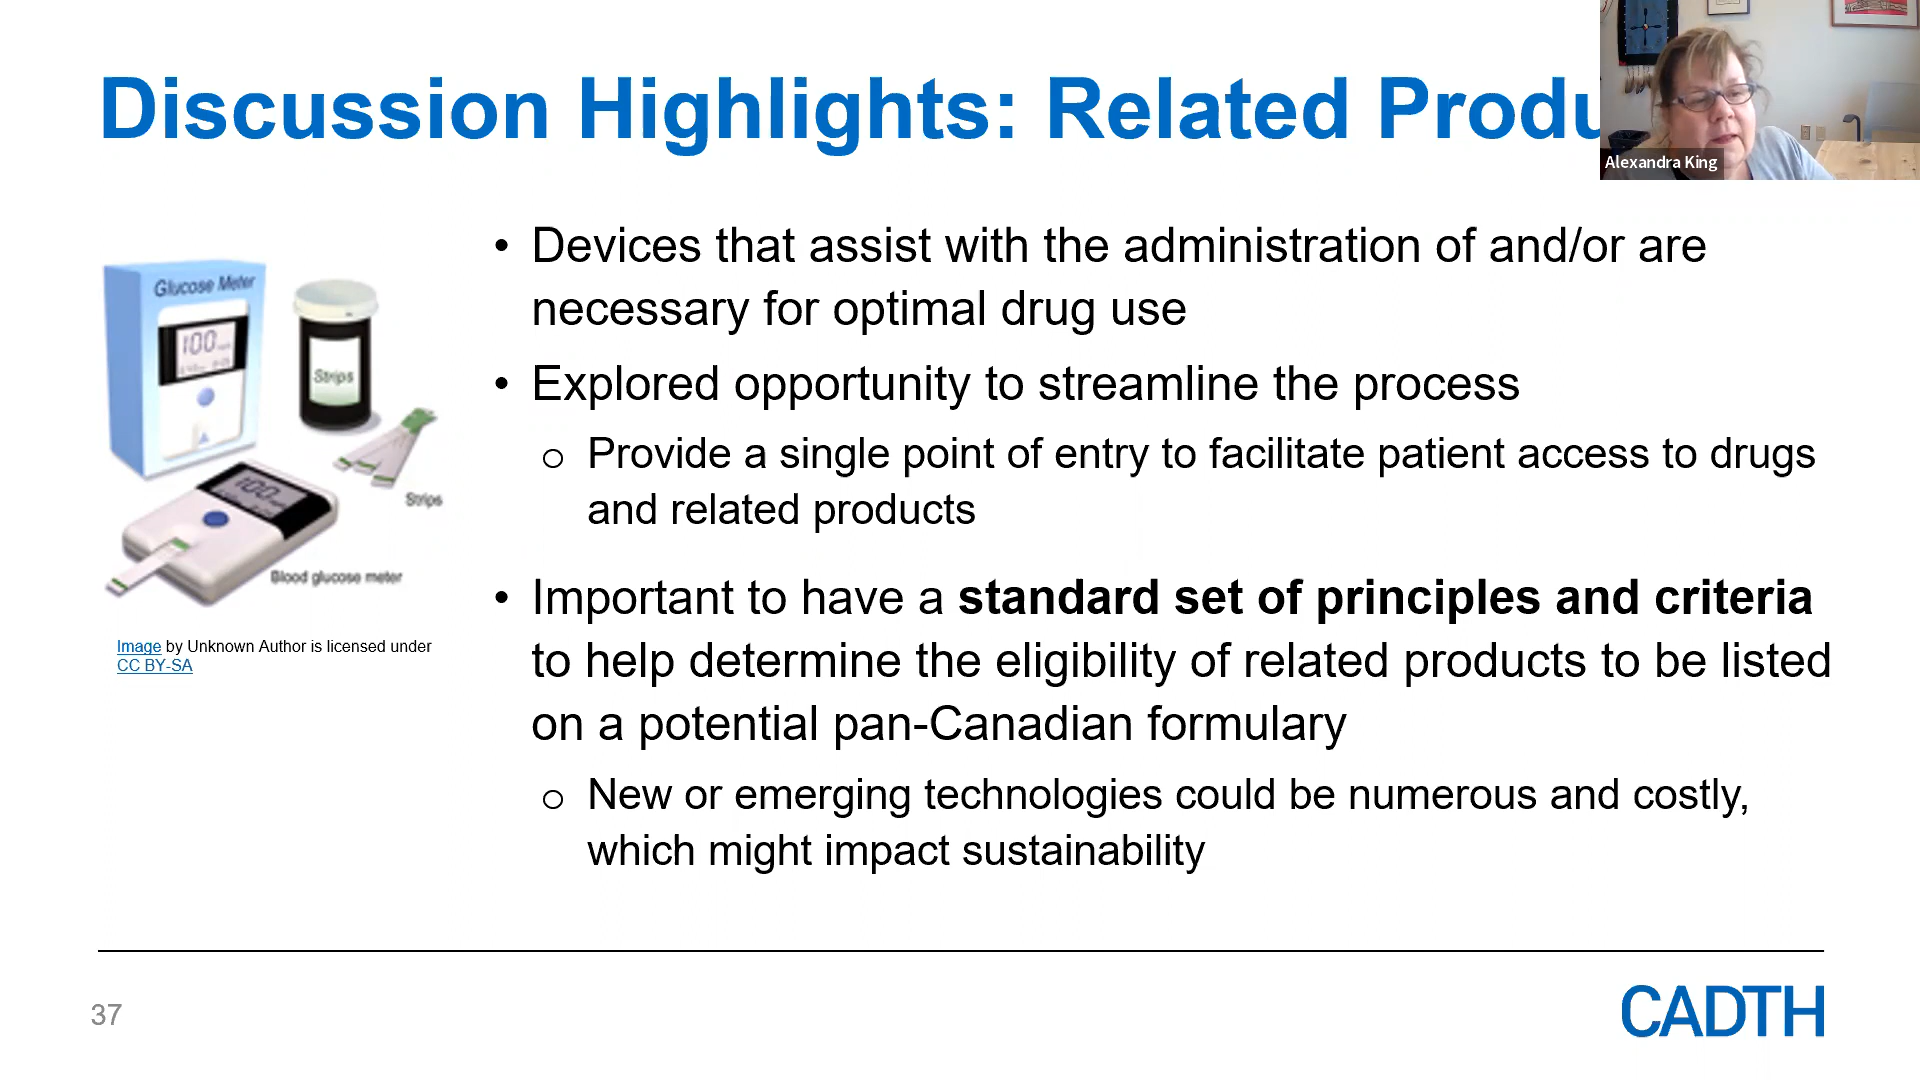 Discussion Highlights: Related Produ
Alexandra King
• Devices that assist with the administration of and/or are
necessary for optimal drug use
• Explored opportunity to streamline the process
o Provide a single point of entry to facilitate patient access to drugs
and related products
• Important to have a standard set of principles and criteria
to help determine the eligibility of related products to be listed
on a potential pan-Canadian formulary
o New or emerging technologies could be numerous and costly,
which might impact sustainability
Glucose Meter
100
Strips
Strips
100
Blood glucose meter
Image by Unknown Author is licensed under
CC BY-SA
37
CADTH